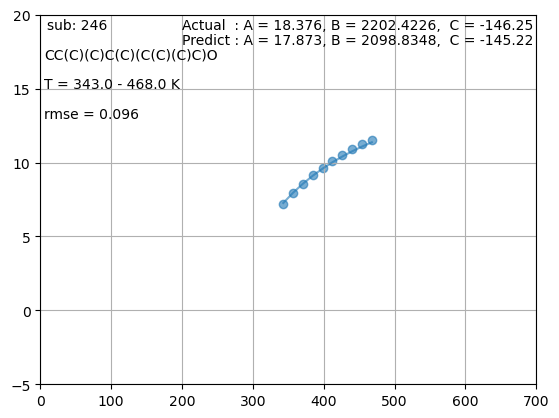 20
15
10
5
0
−5
0 100 200 300 400 500 600 700
sub: 246
Actual  : A = 18.376, B = 2202.4226,  C = -146.25
Predict : A = 17.873, B = 2098.8348,  C = -145.22
CC(C)(C)C(C)(C(C)(C)C)O
T = 343.0 - 468.0 K
rmse = 0.096